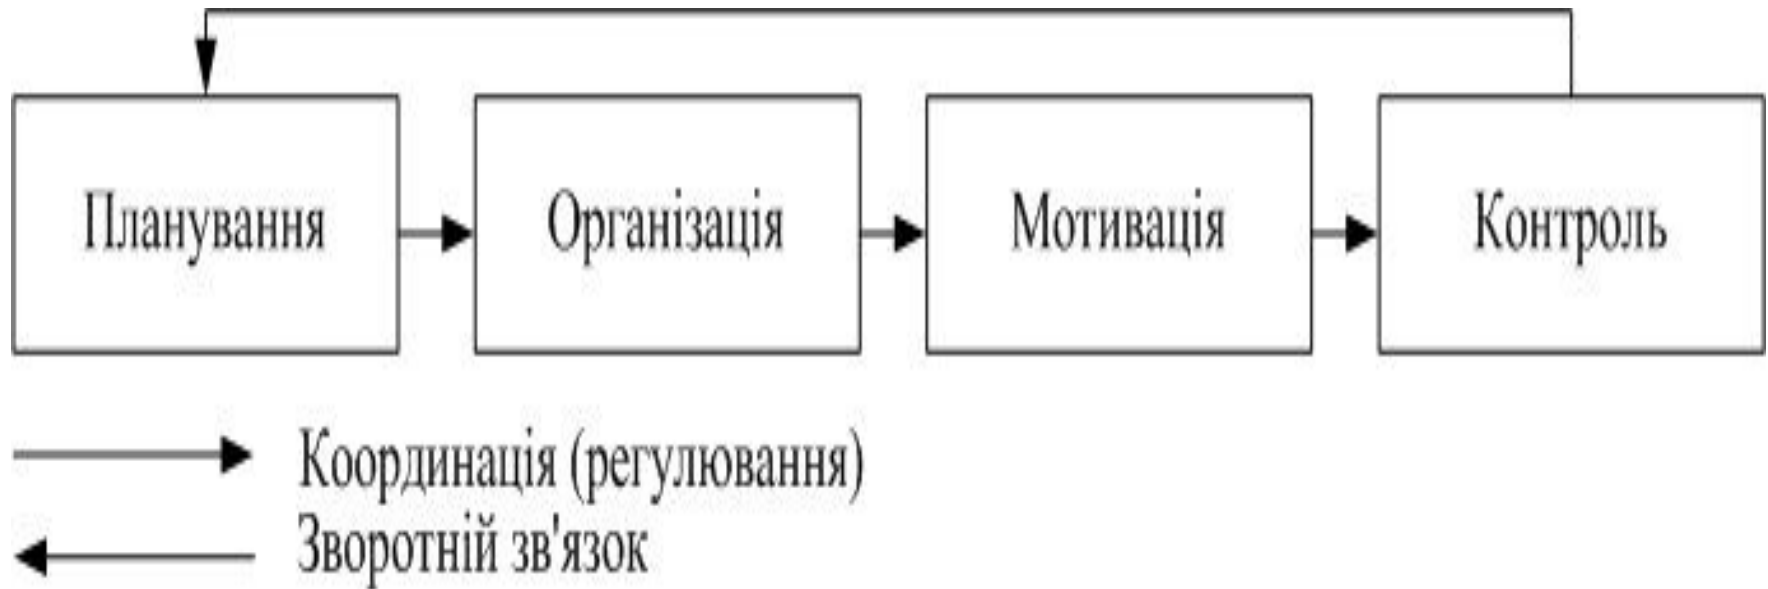 Планування
Організація
Мотивація
Контроль
Координація (регулювання)
Зворотній зв'язок